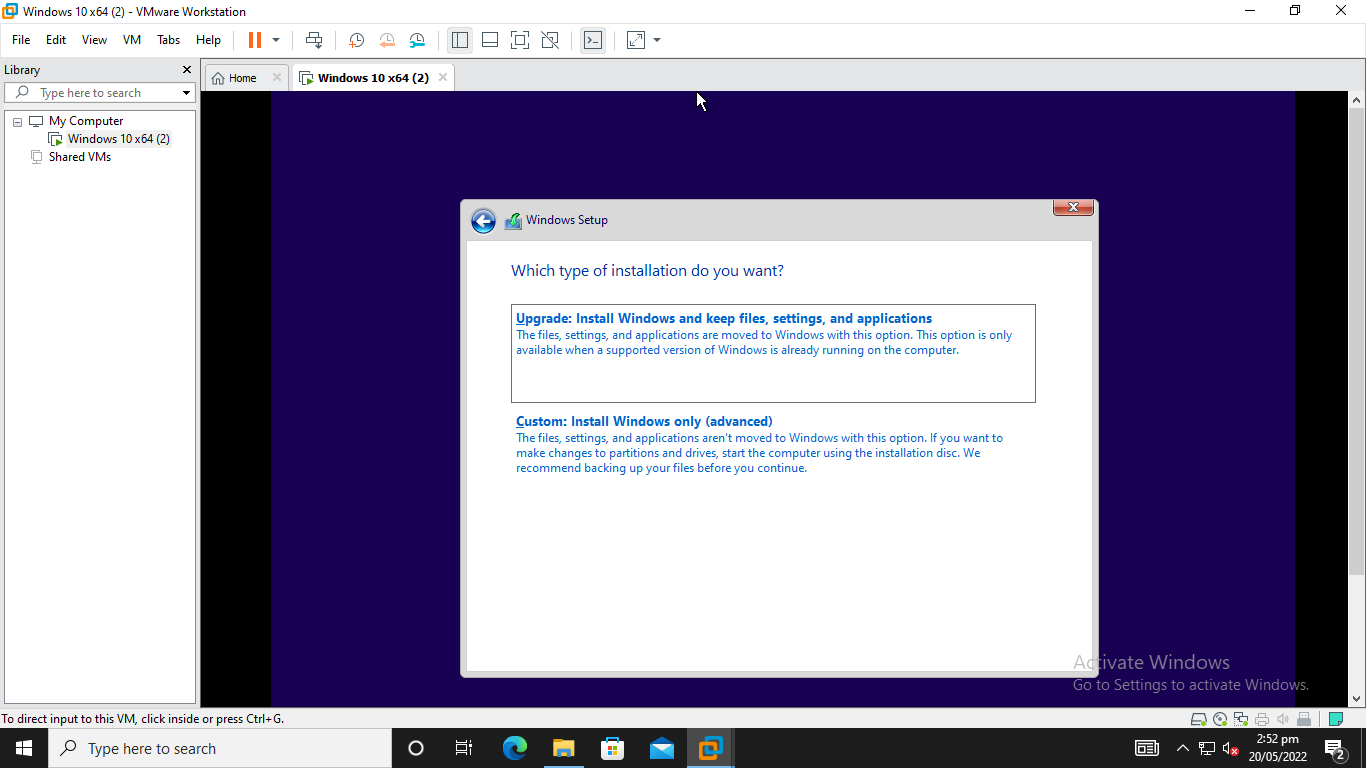 Windows 10 x64 (2) - VMware Workstation
File Edit View VM Tabs Help
Library
Home
Windows 10 x64 (2)
Type here to search
My Computer
Windows 10 x64 (2)
Shared VMs
Windows Setup
Which type of installation do you want?
Upgrade: Install Windows and keep files, settings, and applications
The files, settings, and applications are moved to Windows with this option. This option is only
available when a supported version of Windows is already running on the computer.
Custom: Install Windows only (advanced)
The files, settings, and applications aren't moved to Windows with this option. If you want to
make changes to partitions and drives, start the computer using the installation disc. We
recommend backing up your files before you continue.
Activate Windows
Go to Settings to activate Windows.
To direct input to this VM, click inside or press Ctrl+G.
Type here to search
2:52 pm
20/05/2022
2